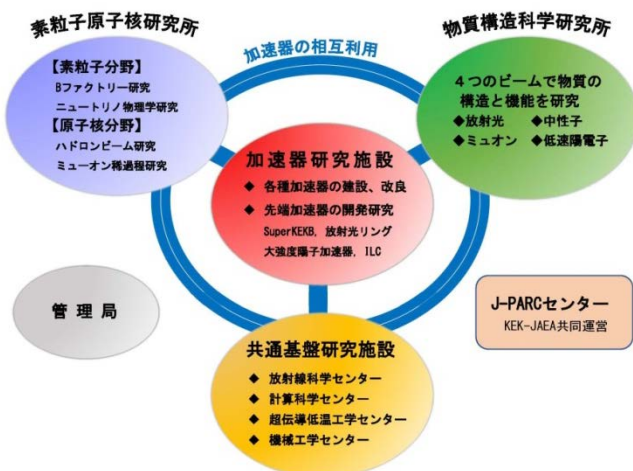 素粒子原子核研究所
【素粒子分野】
Bファクトリー研究
ニュートリノ物理学研究
【原子核分野】
ハドロンビーム研究
ミューオン稀過程研究
加速器の相互利用
物質構造科学研究所
４つのビームで物質の
構造と機能を研究
◆放射光 ◆中性子
◆ミュオン ◆低速陽電子
加速器研究施設
◆ 各種加速器の建設、改良
◆ 先端加速器の開発研究
SuperKEKB, 放射光リング
大強度陽子加速器, ILC
管理局
J-PARCセンター
KEK-JAEA共同運営
共通基盤研究施設
◆ 放射線科学センター
◆ 計算科学センター
◆ 超伝導低温工学センター
◆ 機械工学センター